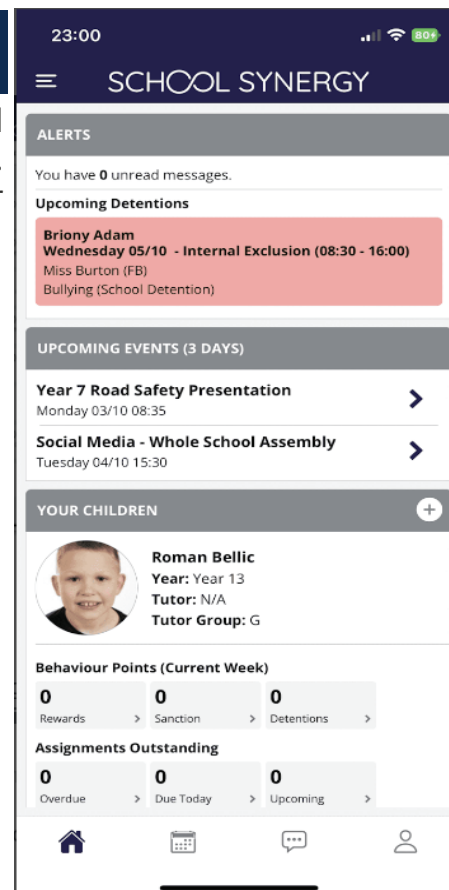 23:00
80+
SCHOOL SYNERGY
ALERTS
You have 0 unread messages.
Upcoming Detentions
Briony Adam
Wednesday 05/10 - Internal Exclusion (08:30 - 16:00)
Miss Burton (FB)
Bullying (School Detention)
UPCOMING EVENTS (3 DAYS)
Year 7 Road Safety Presentation
Monday 03/10 08:35
Social Media - Whole School Assembly
Tuesday 04/10 15:30
YOUR CHILDREN
Roman Bellic
Year: Year 13
Tutor: N/A
Tutor Group: G
Behaviour Points (Current Week)
0 0 0
Rewards Sanction Detentions
Assignments Outstanding
0 0 0
Overdue Due Today Upcoming